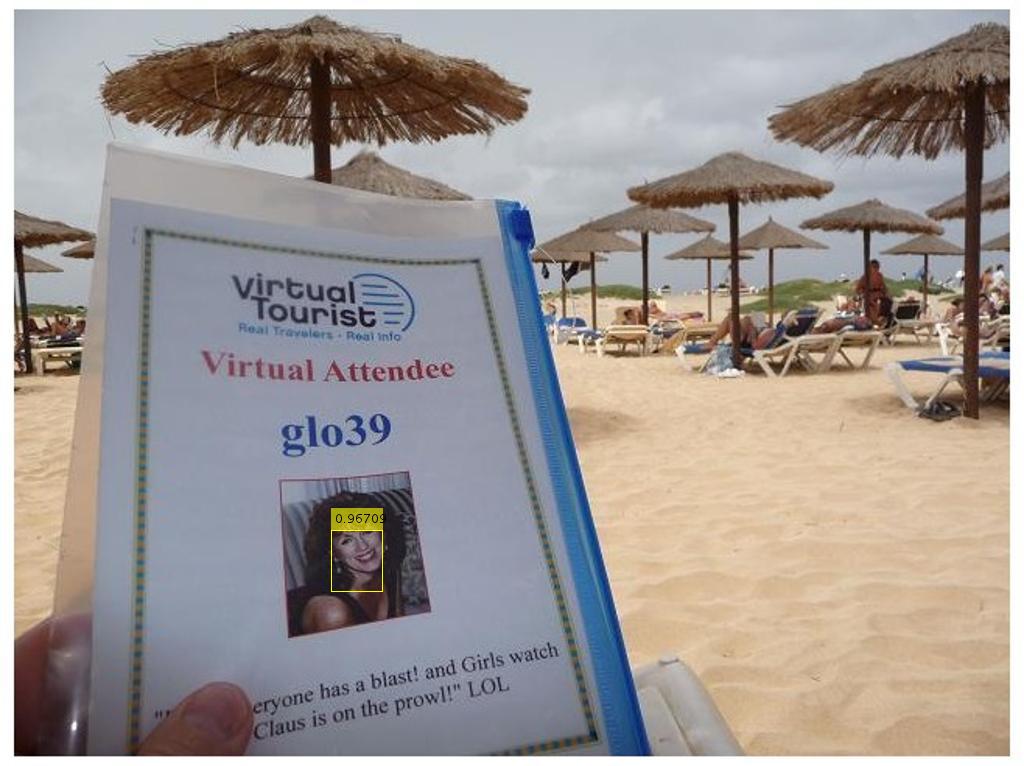 Virtual
Tourist
Real Travelers - Real Info
Virtual Attendee
glo39
0.96709
eryone has a blast! and Girls watch
Claus is on the prowl!" LOL